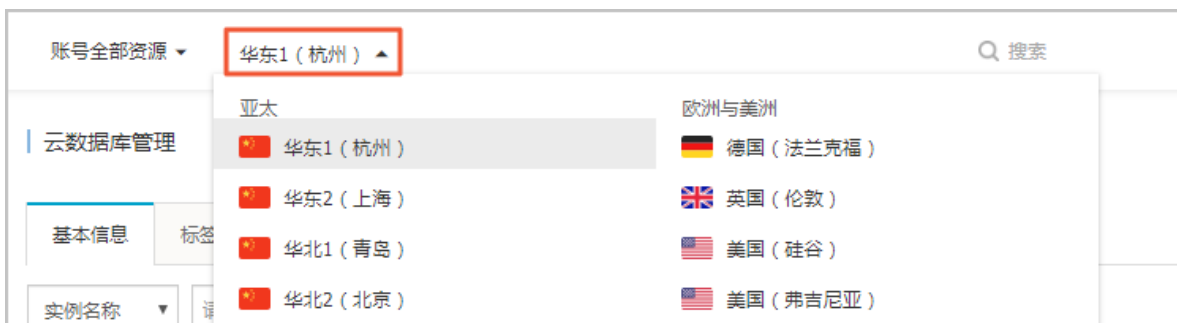 账号全部资源
华东1（杭州）
搜索
亚太
欧洲与美洲
云数据库管理
华东1（杭州）
德国（法兰克福）
华东2（上海）
英国（伦敦）
基本信息
标签
华北1（青岛）
美国（硅谷）
实例名称
华北2（北京）
美国（弗吉尼亚）